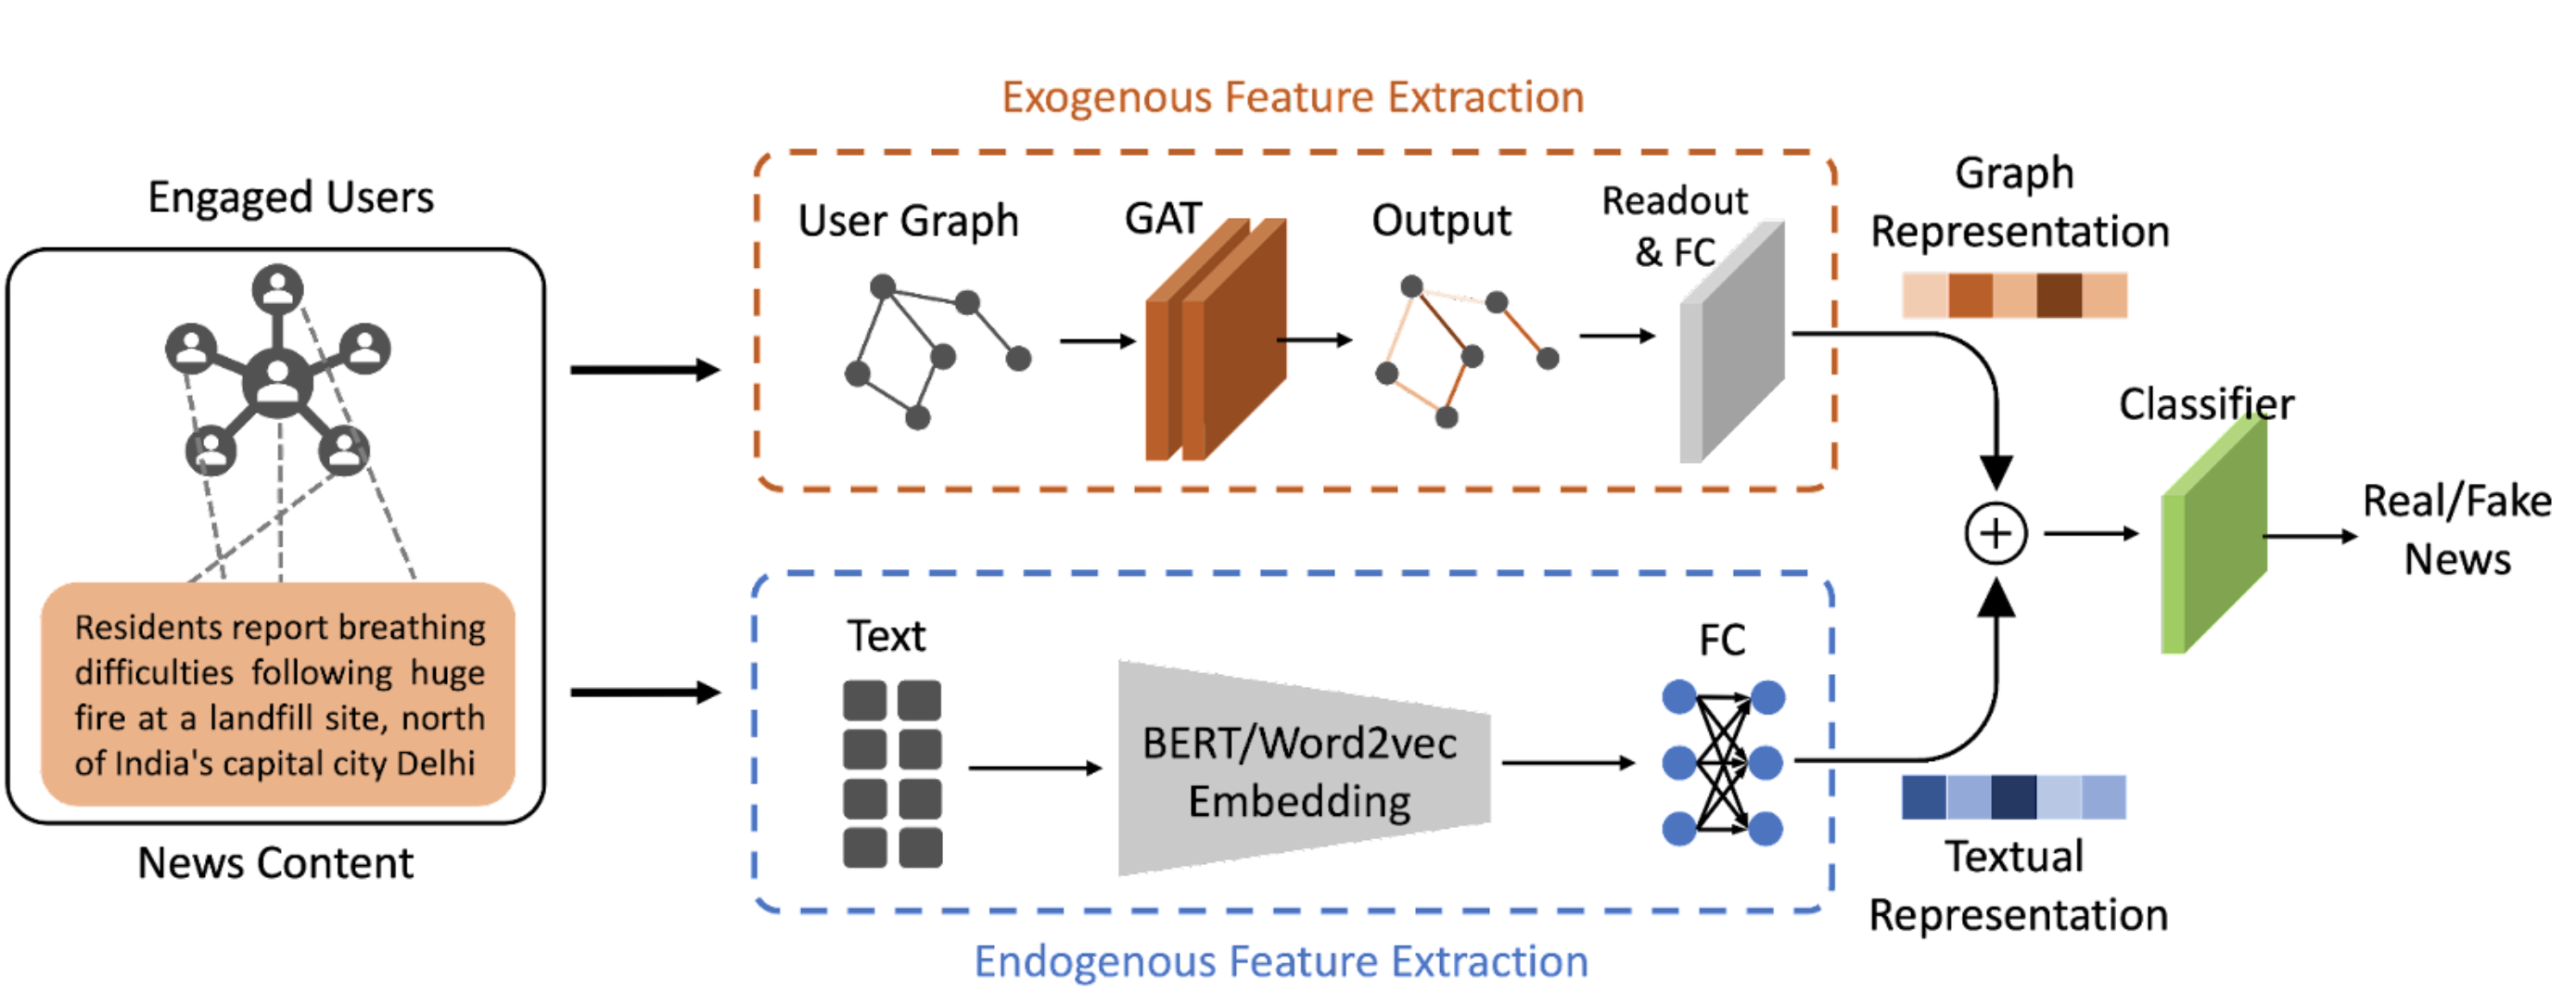 Engaged Users
Residents report breathing
difficulties following huge
fire at a landfill site, north
of India's capital city Delhi
News Content
Exogenous Feature Extraction
User Graph
GAT
Output
Readout
& FC
Graph
Representation
Text
BERT/Word2vec
Embedding
FC
Endogenous Feature Extraction
Textual
Representation
Classifier
Real/Fake
News